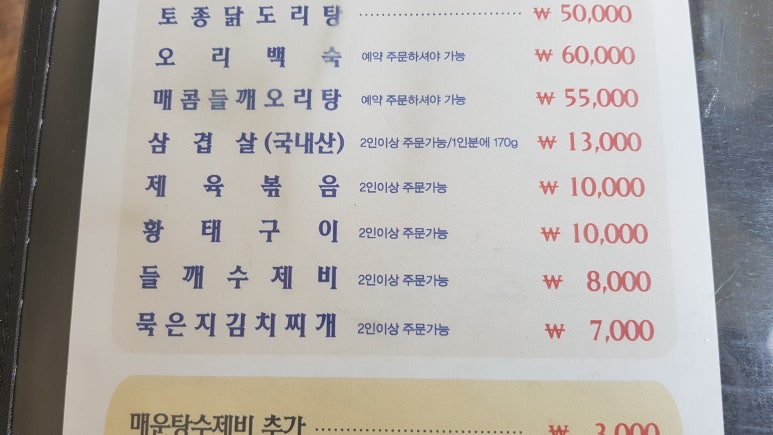 토종닭도리탕 ₩ 50,000
오리백숙 예약 주문하셔야 가능 ₩ 60,000
매콤들깨오리탕 예약 주문하셔야 가능 ₩ 55,000
삼겹살(국내산) 2인이상 주문가능/1인분에 170g ₩ 13,000
제육볶음 2인이상 주문가능 ₩ 10,000
황태구이 2인이상 주문가능 ₩ 10,000
들깨수제비 2인이상 주문가능 ₩ 8,000
묵은지김치찌개 2인이상 주문가능 ₩ 7,000
매운탕수제비 추가 ₩ 3,000